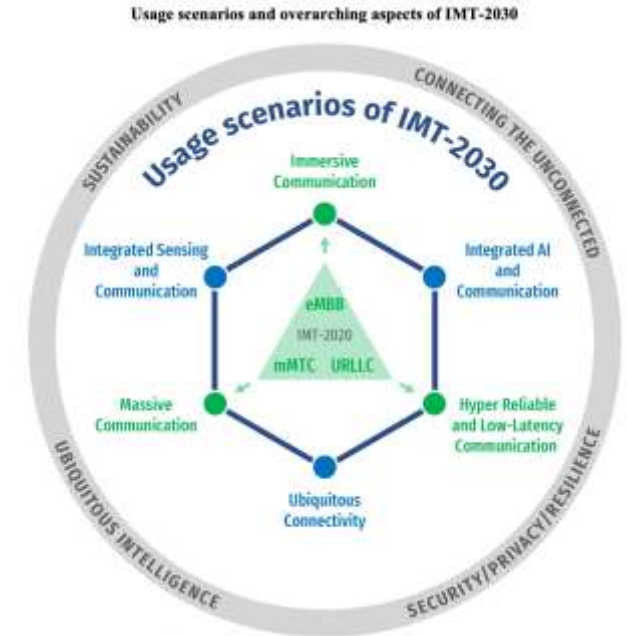 Usage scenarios and overarching aspects of IMT-2030
SUSTAINABILITY
CONNECTING THE UNCONNECTED
Usage scenarios of IMT-2030
Immersive
Communication
Integrated Sensing
and
Communication
Integrated AI
and
Communication
eMBB
IMT-2020
mMTC URLLC
Massive
Communication
Hyper Reliable
and Low-Latency
Communication
Ubiquitous
Connectivity
UBIQUITOUS INTELLIGENCE
SECURITY/PRIVACY/RESILIENCE